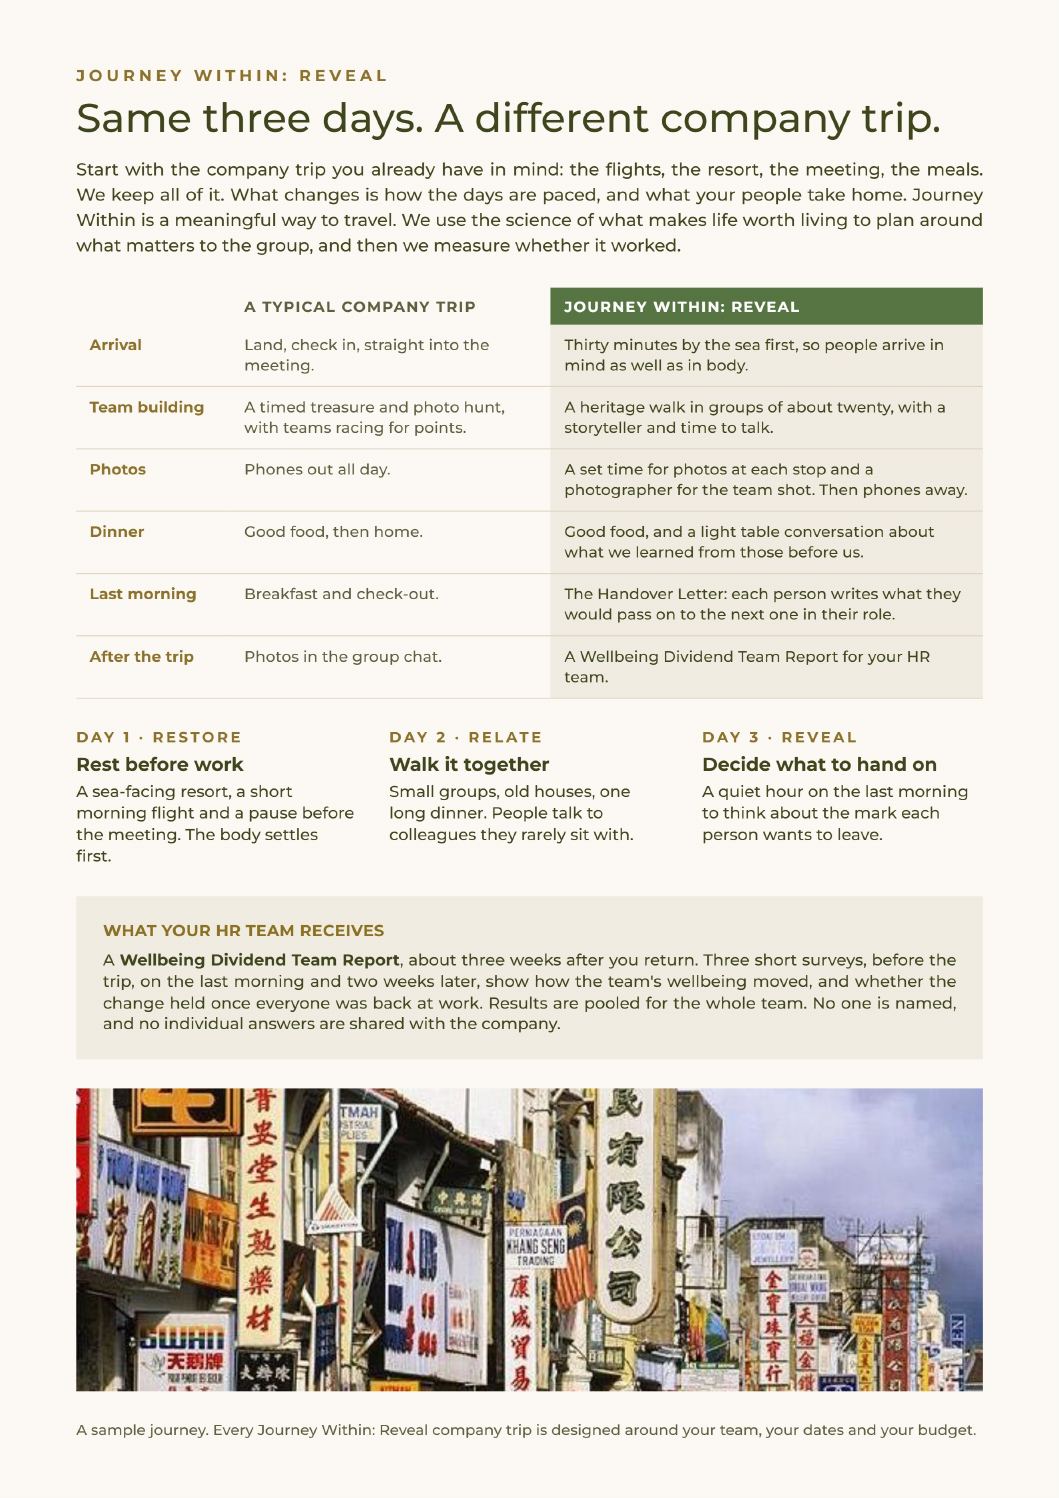 JOURNEY WITHIN: REVEAL
Same three days. A different company trip.
Start with the company trip you already have in mind: the flights, the resort, the meeting, the meals.
We keep all of it. What changes is how the days are paced, and what your people take home. Journey
Within is a meaningful way to travel. We use the science of what makes life worth living to plan around
what matters to the group, and then we measure whether it worked.
A TYPICAL COMPANY TRIP
JOURNEY WITHIN: REVEAL
Arrival
Land, check in, straight into the
meeting.
Thirty minutes by the sea first, so people arrive in
mind as well as in body.
Team building
A timed treasure and photo hunt,
with teams racing for points.
A heritage walk in groups of about twenty, with a
storyteller and time to talk.
Photos
Phones out all day.
A set time for photos at each stop and a
photographer for the team shot. Then phones away.
Dinner
Good food, then home.
Good food, and a light table conversation about
what we learned from those before us.
Last morning
Breakfast and check-out.
The Handover Letter: each person writes what they
would pass on to the next one in their role.
After the trip
Photos in the group chat.
A Wellbeing Dividend Team Report for your HR
team.
DAY 1 · RESTORE
Rest before work
A sea-facing resort, a short
morning flight and a pause before
the meeting. The body settles
first.
DAY 2 · RELATE
Walk it together
Small groups, old houses, one
long dinner. People talk to
colleagues they rarely sit with.
DAY 3 · REVEAL
Decide what to hand on
A quiet hour on the last morning
to think about the mark each
person wants to leave.
WHAT YOUR HR TEAM RECEIVES
A Wellbeing Dividend Team Report, about three weeks after you return. Three short surveys, before the
trip, on the last morning and two weeks later, show how the team's wellbeing moved, and whether the
change held once everyone was back at work. Results are pooled for the whole team. No one is named,
and no individual answers are shared with the company.
安堂生熟藥材
TMAH
天鵝牌
KHANG SENG
TRADING
康成貿易
民有限公司
金寶珠寶行
天福金鑽
A sample journey. Every Journey Within: Reveal company trip is designed around your team, your dates and your budget.